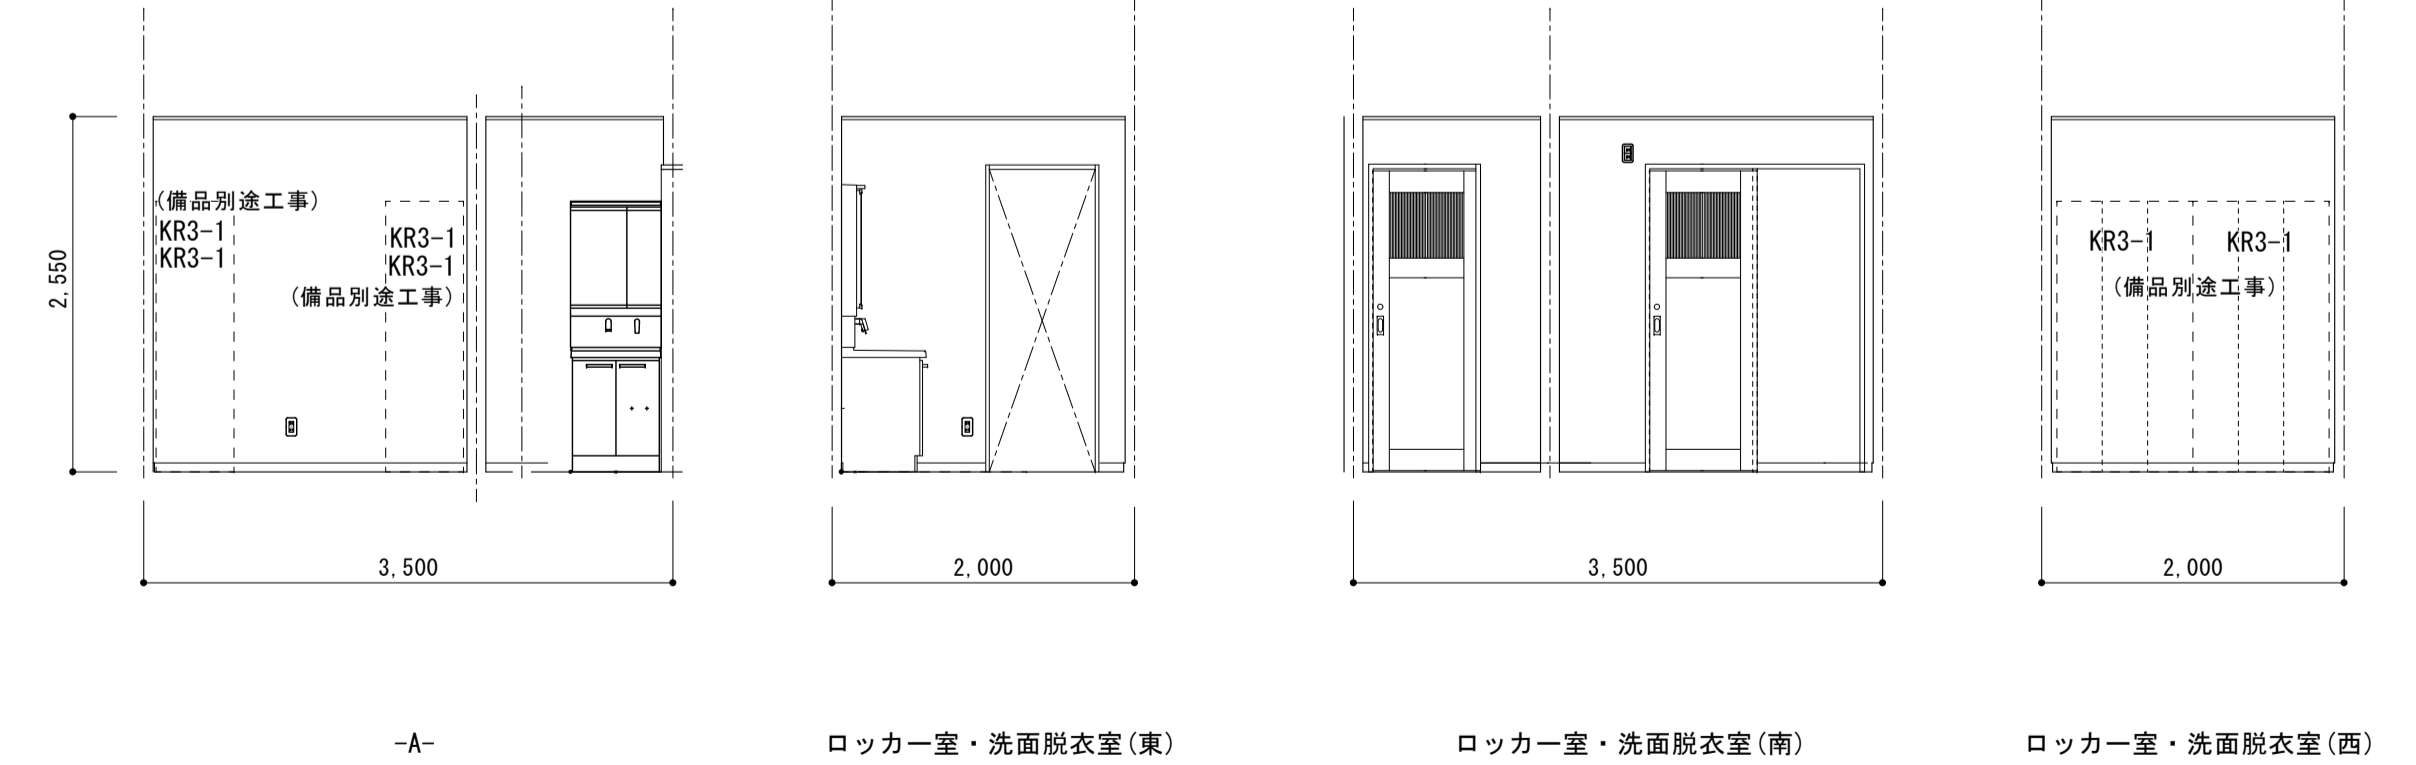 2,550
(備品別途工事)
KR3-1
KR3-1
KR3-1
KR3-1
(備品別途工事)
3,500
-A-
2,000
ロッカー室・洗面脱衣室(東)
3,500
ロッカー室・洗面脱衣室(南)
KR3-1
KR3-1
(備品別途工事)
2,000
ロッカー室・洗面脱衣室(西)